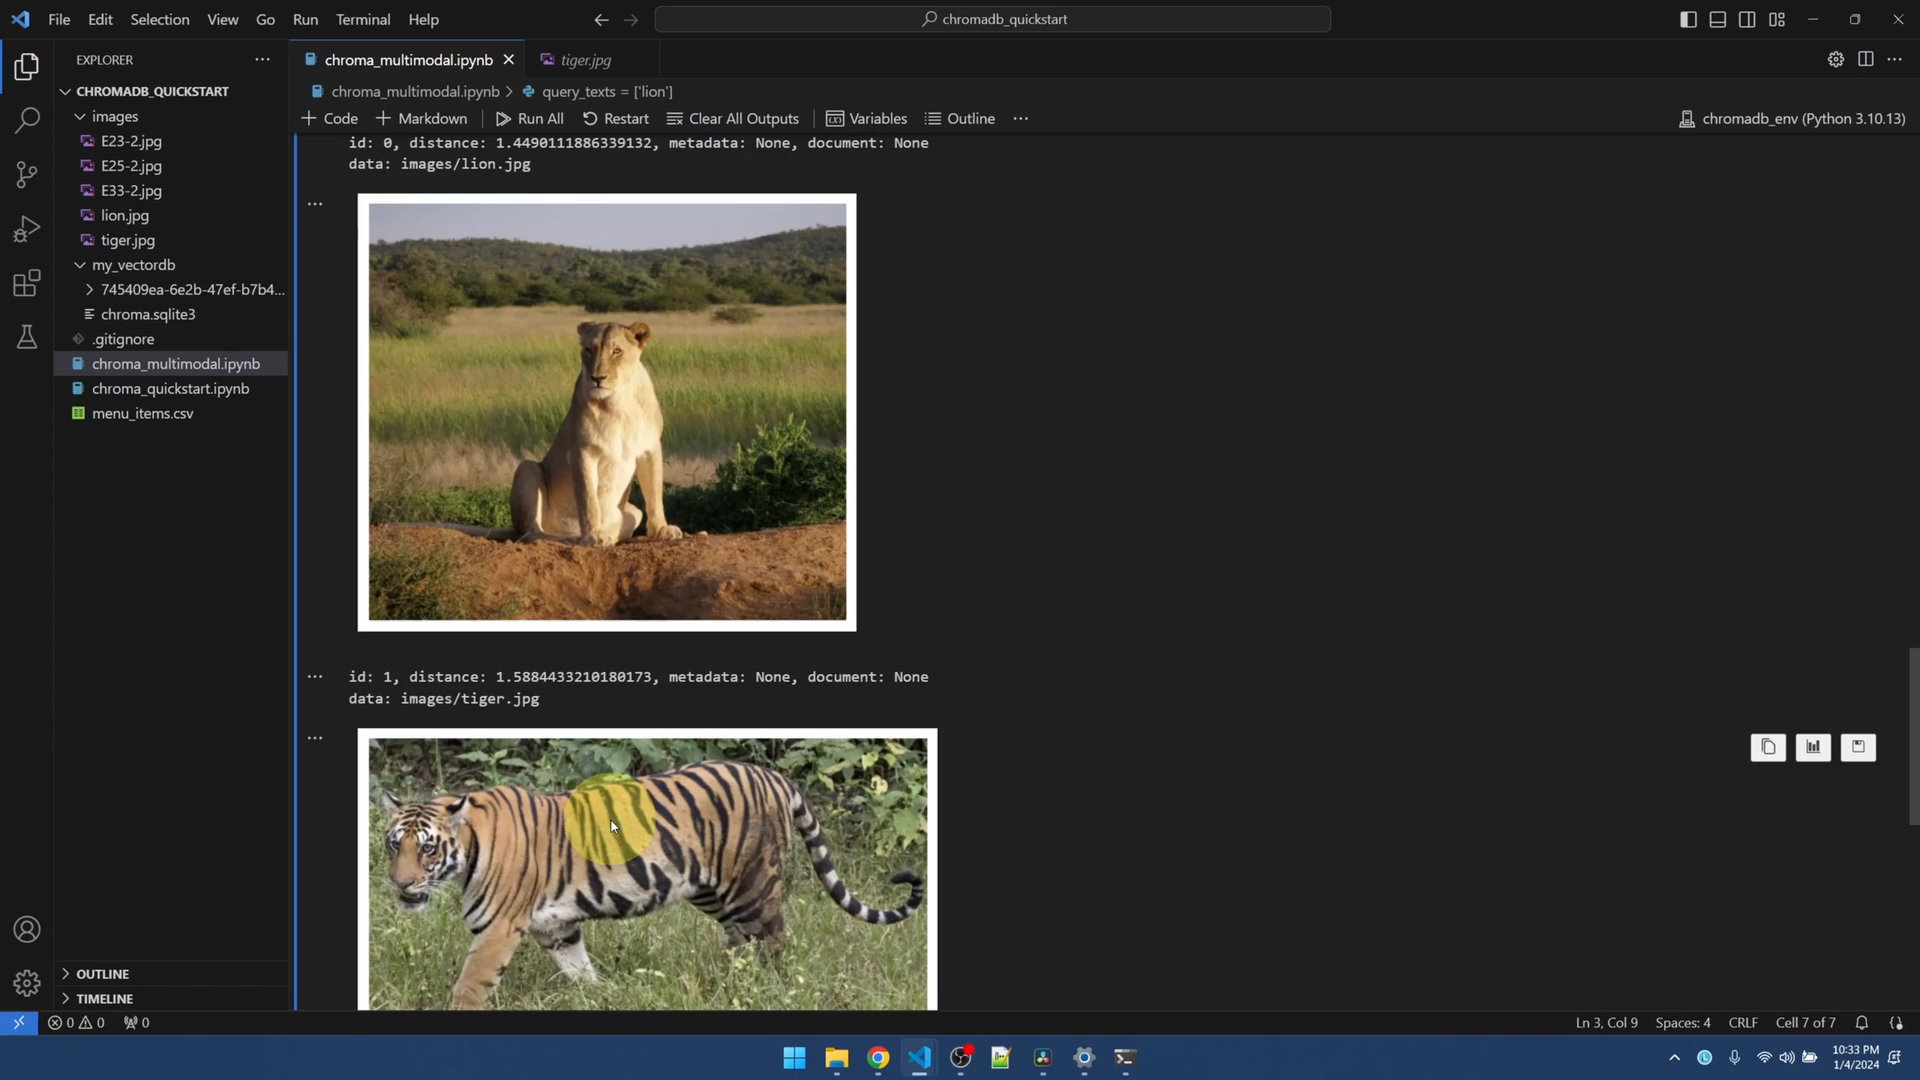 File Edit Selection View Go Run Terminal Help
chromadb_quickstart
EXPLORER
CHROMADB_QUICKSTART
images
E23-2.jpg
E25-2.jpg
E33-2.jpg
lion.jpg
tiger.jpg
my_vectordb
745409ea-6e2b-47ef-b7b4...
chroma.sqlite3
.gitignore
chroma_multimodal.ipynb
chroma_quickstart.ipynb
menu_items.csv
OUTLINE
TIMELINE
chroma_multimodal.ipynb tiger.jpg
chroma_multimodal.ipynb > query_texts = ['lion']
+ Code + Markdown Run All Restart Clear All Outputs Variables Outline ...
chromadb_env (Python 3.10.13)
id: 0, distance: 1.4490111886339132, metadata: None, document: None
data: images/lion.jpg
id: 1, distance: 1.5884433210180173, metadata: None, document: None
data: images/tiger.jpg
0 0 0
Ln 3, Col 9 Spaces: 4 CRLF Cell 7 of 7
10:33 PM
1/4/2024